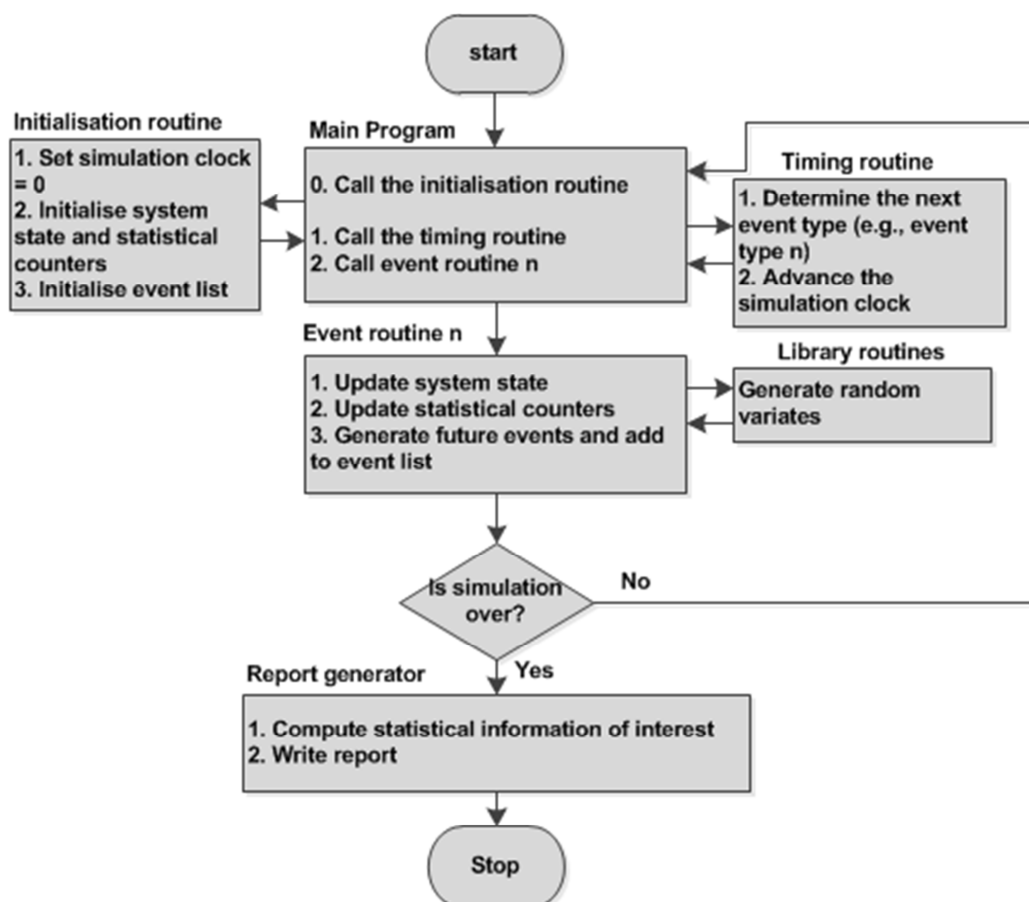 start
Initialisation routine
1. Set simulation clock
= 0
2. Initialise system
state and statistical
counters
3. Initialise event list
Main Program
0. Call the initialisation routine
1. Call the timing routine
2. Call event routine n
Timing routine
1. Determine the next
event type (e.g., event
type n)
2. Advance the
simulation clock
Event routine n
1. Update system state
2. Update statistical counters
3. Generate future events and add
to event list
Library routines
Generate random
variates
Is simulation
over?
No
Yes
Report generator
1. Compute statistical information of interest
2. Write report
Stop